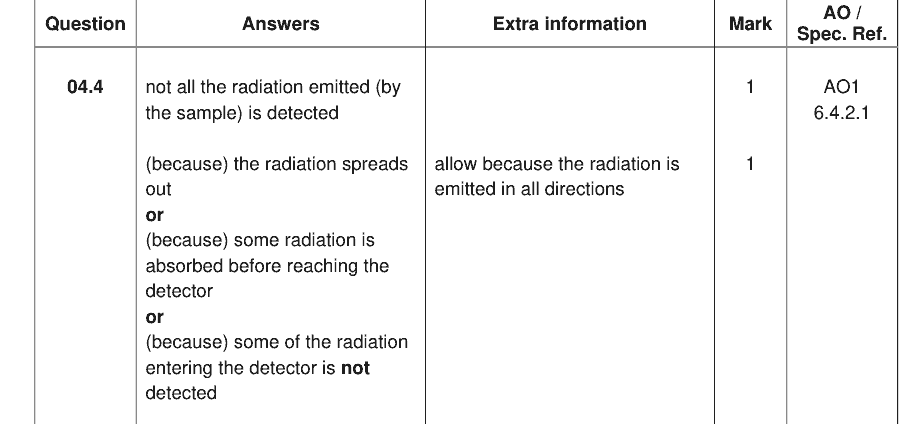 Question Answers Extra information Mark AO /
Spec. Ref.
04.4 not all the radiation emitted (by 1 AO1
the sample) is detected 6.4.2.1
(because) the radiation spreads allow because the radiation is 1
out emitted in all directions
or
(because) some radiation is
absorbed before reaching the
detector
or
(because) some of the radiation
entering the detector is not
detected